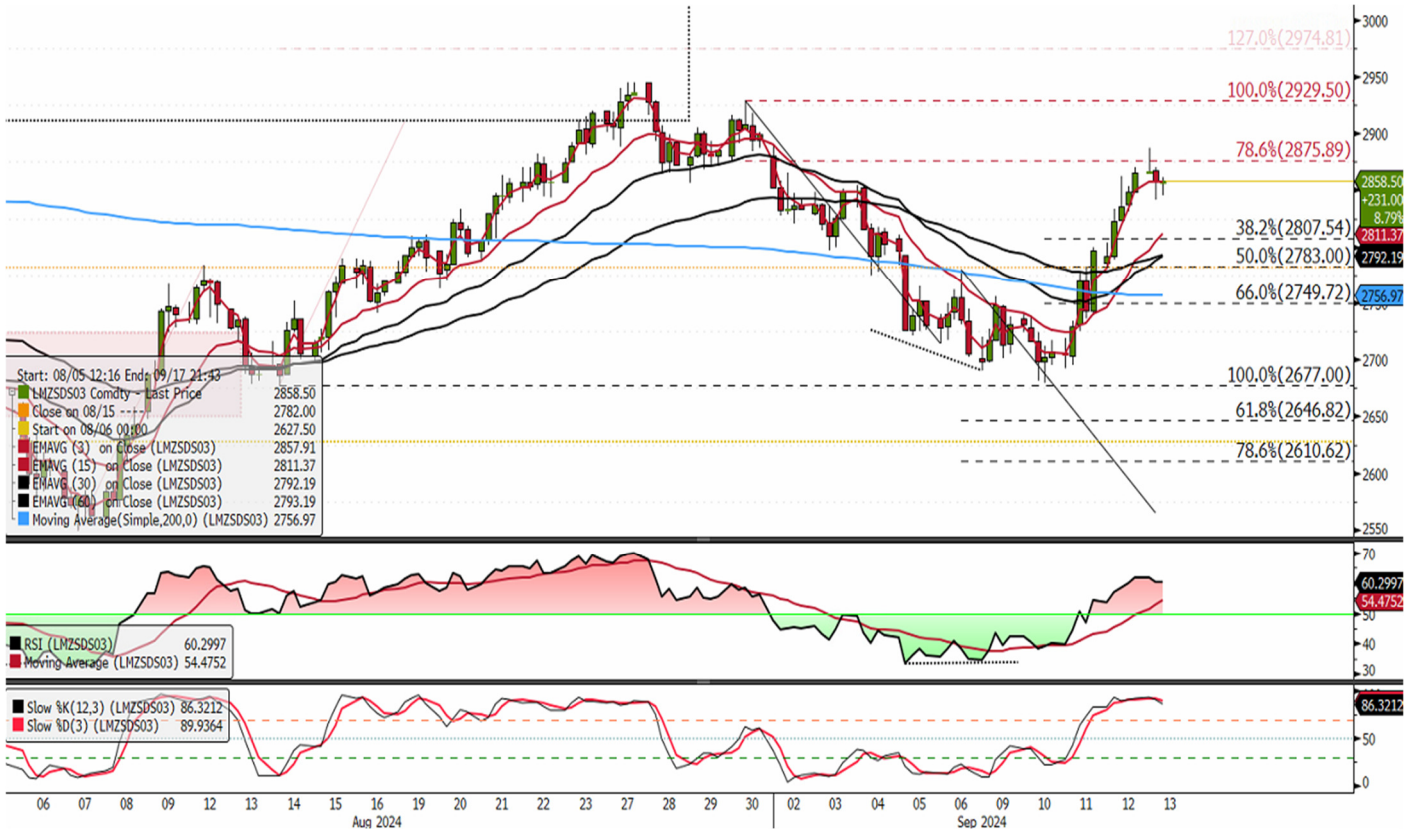 3000
127.0%(2974.81)
2950
100.0%(2929.50)
2900
78.6%(2875.89)
2858.50
+231.00
8.79%
38.2%(2807.54)
2811.37
50.0%(2783.00)
2792.19
66.0%(2749.72)
2756.97
2750
2700
100.0%(2677.00)
2650
61.8%(2646.82)
78.6%(2610.62)
2600
2550
Start: 08/05 12:16 End: 09/17 21:43
LMZSDS03 Comdty - Last Price 2858.50
Close on 08/15 ---- 2782.00
Start on 08/06 00:00 2627.50
EMAVG (3) on Close (LMZSDS03) 2857.91
EMAVG (15) on Close (LMZSDS03) 2811.37
EMAVG (30) on Close (LMZSDS03) 2792.19
EMAVG (60) on Close (LMZSDS03) 2793.19
Moving Average(Simple,200,0) (LMZSDS03) 2756.97
70
60.2997
54.4752
50
40
30
RSI (LMZSDS03) 60.2997
Moving Average (LMZSDS03) 54.4752
Slow %K(12,3) (LMZSDS03) 86.3212
Slow %D(3) (LMZSDS03) 89.9364
86.3212
50
0
06 07 08 09 12 13 14 15 16 19 20 21 22 23 27 28 29 30 02 03 04 05 06 09 10 11 12 13
Aug 2024 Sep 2024